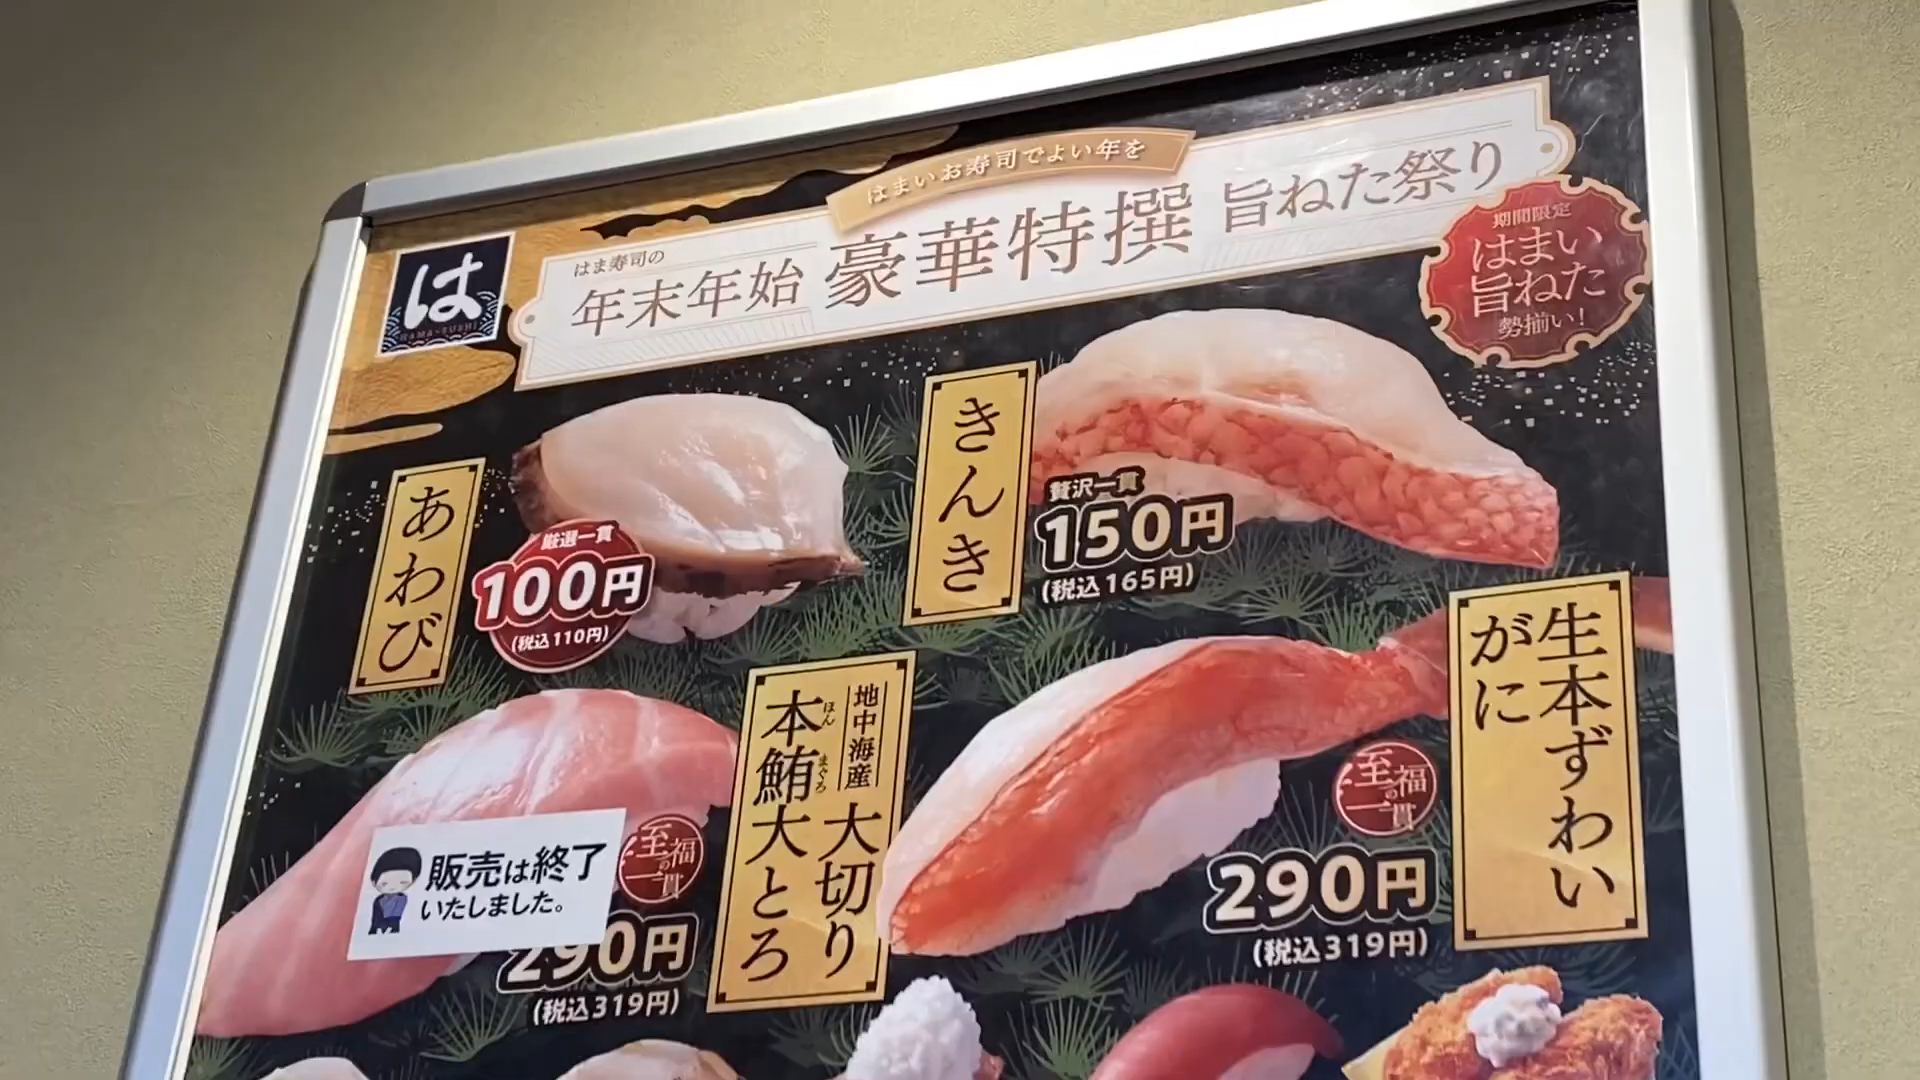 はまいお寿司でよい年を
は
HAMA-SUSHI
はま寿司の
年末年始 豪華特撰 旨ねた祭り
期間限定
はまい
旨ねた
勢揃い!
あわび
厳選一貫
100円
(税込110円)
きんき
贅沢一貫
150円
(税込165円)
地中海産
大切り
本鮪大とろ
ほん
まぐろ
至福の一貫
販売は終了
いたしました。
290円
(税込319円)
生本ずわい
がに
至福の一貫
290円
(税込319円)